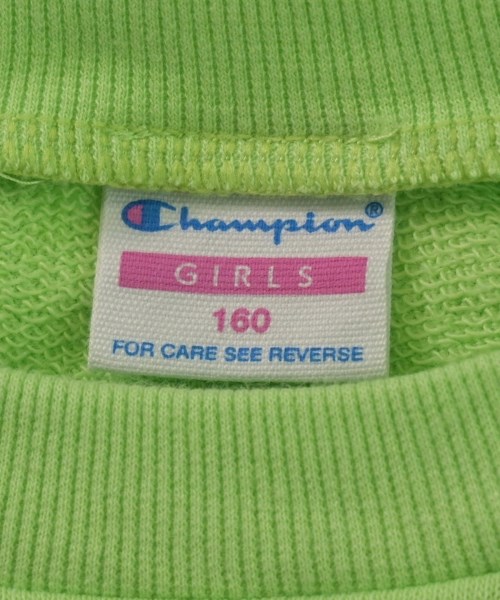 Champion®
GIRLS
160
FOR CARE SEE REVERSE